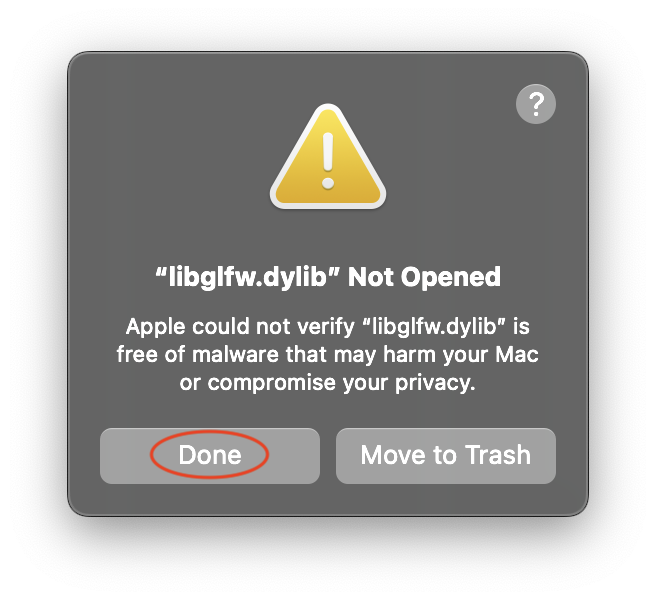 ?
“libglfw.dylib” Not Opened
Apple could not verify “libglfw.dylib” is
free of malware that may harm your Mac
or compromise your privacy.
Done
Move to Trash